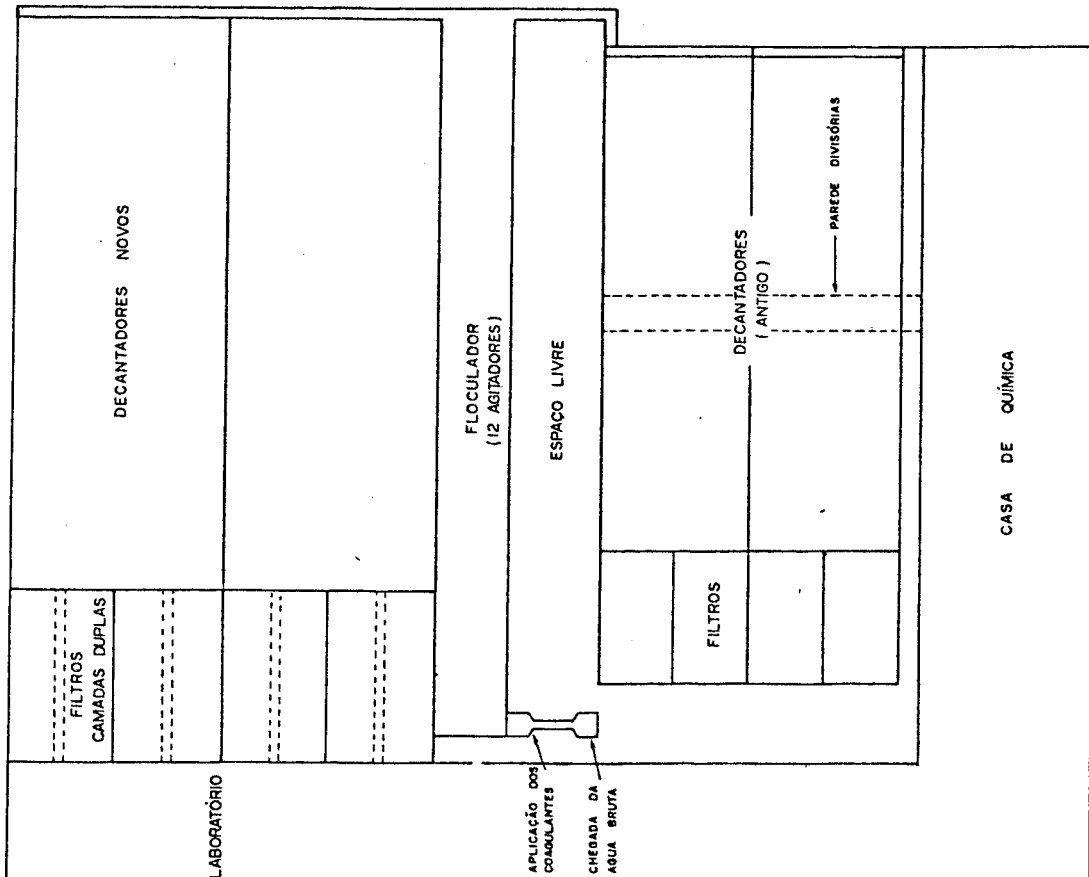 DECANTADORES NOVOS
FILTROS
CAMADAS DUPLAS
LABORATÓRIO
FLOCULADOR
(12 AGITADORES)
ESPAÇO LIVRE
APLICAÇÃO DOS
COAGULANTES
CHEGADA DA
AGUA BRUTA
DECANTADORES
(ANTIGO)
PAREDE DIVISÓRIAS
FILTROS
CASA DE QUÍMICA